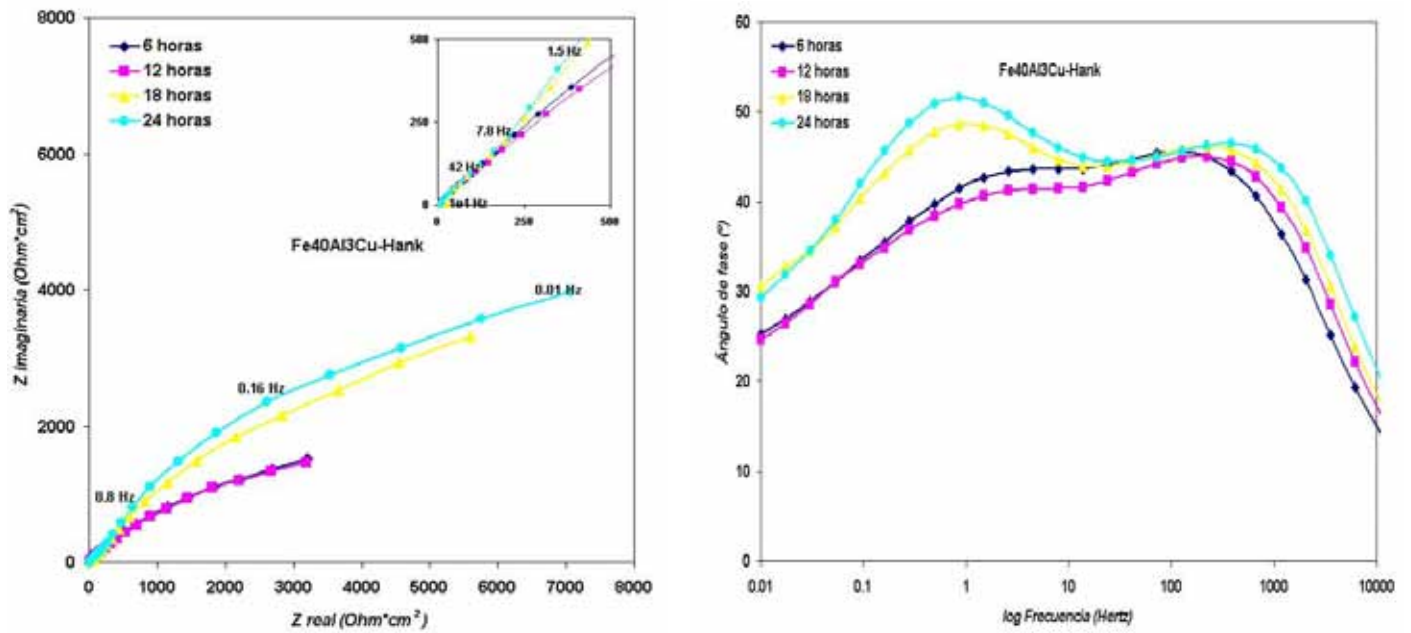 8000
6000
4000
2000
0
Z imaginaria (Ohm*cm²)
6 horas
12 horas
18 horas
24 horas
500
250
0
0
250
500
1.5 Hz
7.8 Hz
42 Hz
1e4 Hz
Fe40Al3Cu-Hank
0.01 Hz
0.16 Hz
0.8 Hz
0
1000
2000
3000
4000
5000
6000
7000
8000
Z real (Ohm*cm²)
60
50
40
30
20
10
0
Ángulo de fase (º)
6 horas
12 horas
18 horas
24 horas
Fe40Al3Cu-Hank
0.01
0.1
1
10
100
1000
10000
log Frecuencia (Hertz)